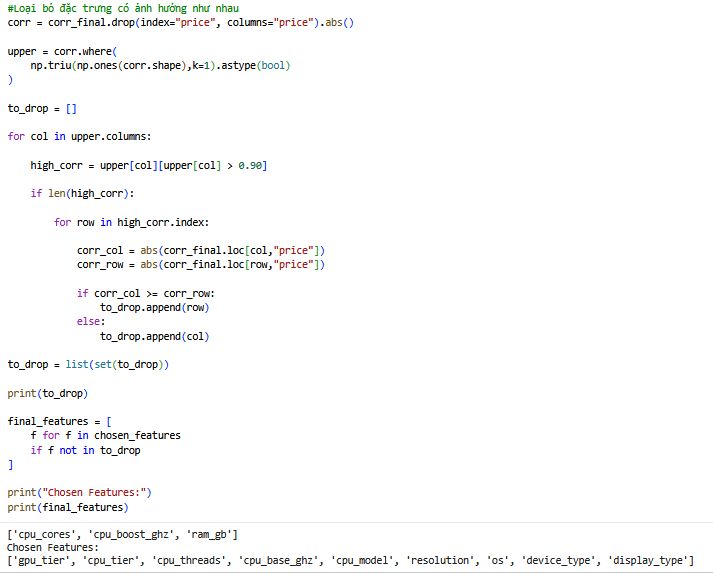 #Loại bỏ đặc trưng có ảnh hưởng như nhau
corr = corr_final.drop(index="price", columns="price").abs()
upper = corr.where(
    np.triu(np.ones(corr.shape),k=1).astype(bool)
)
to_drop = []
for col in upper.columns:
    high_corr = upper[col][upper[col] > 0.90]
    if len(high_corr):
        for row in high_corr.index:
            corr_col = abs(corr_final.loc[col,"price"])
            corr_row = abs(corr_final.loc[row,"price"])
            if corr_col >= corr_row:
                to_drop.append(row)
            else:
                to_drop.append(col)
to_drop = list(set(to_drop))
print(to_drop)
final_features = [
    f for f in chosen_features
    if f not in to_drop
]
print("Chosen Features:")
print(final_features)
['cpu_cores', 'cpu_boost_ghz', 'ram_gb']
Chosen Features:
['gpu_tier', 'cpu_tier', 'cpu_threads', 'cpu_base_ghz', 'cpu_model', 'resolution', 'os', 'device_type', 'display_type']